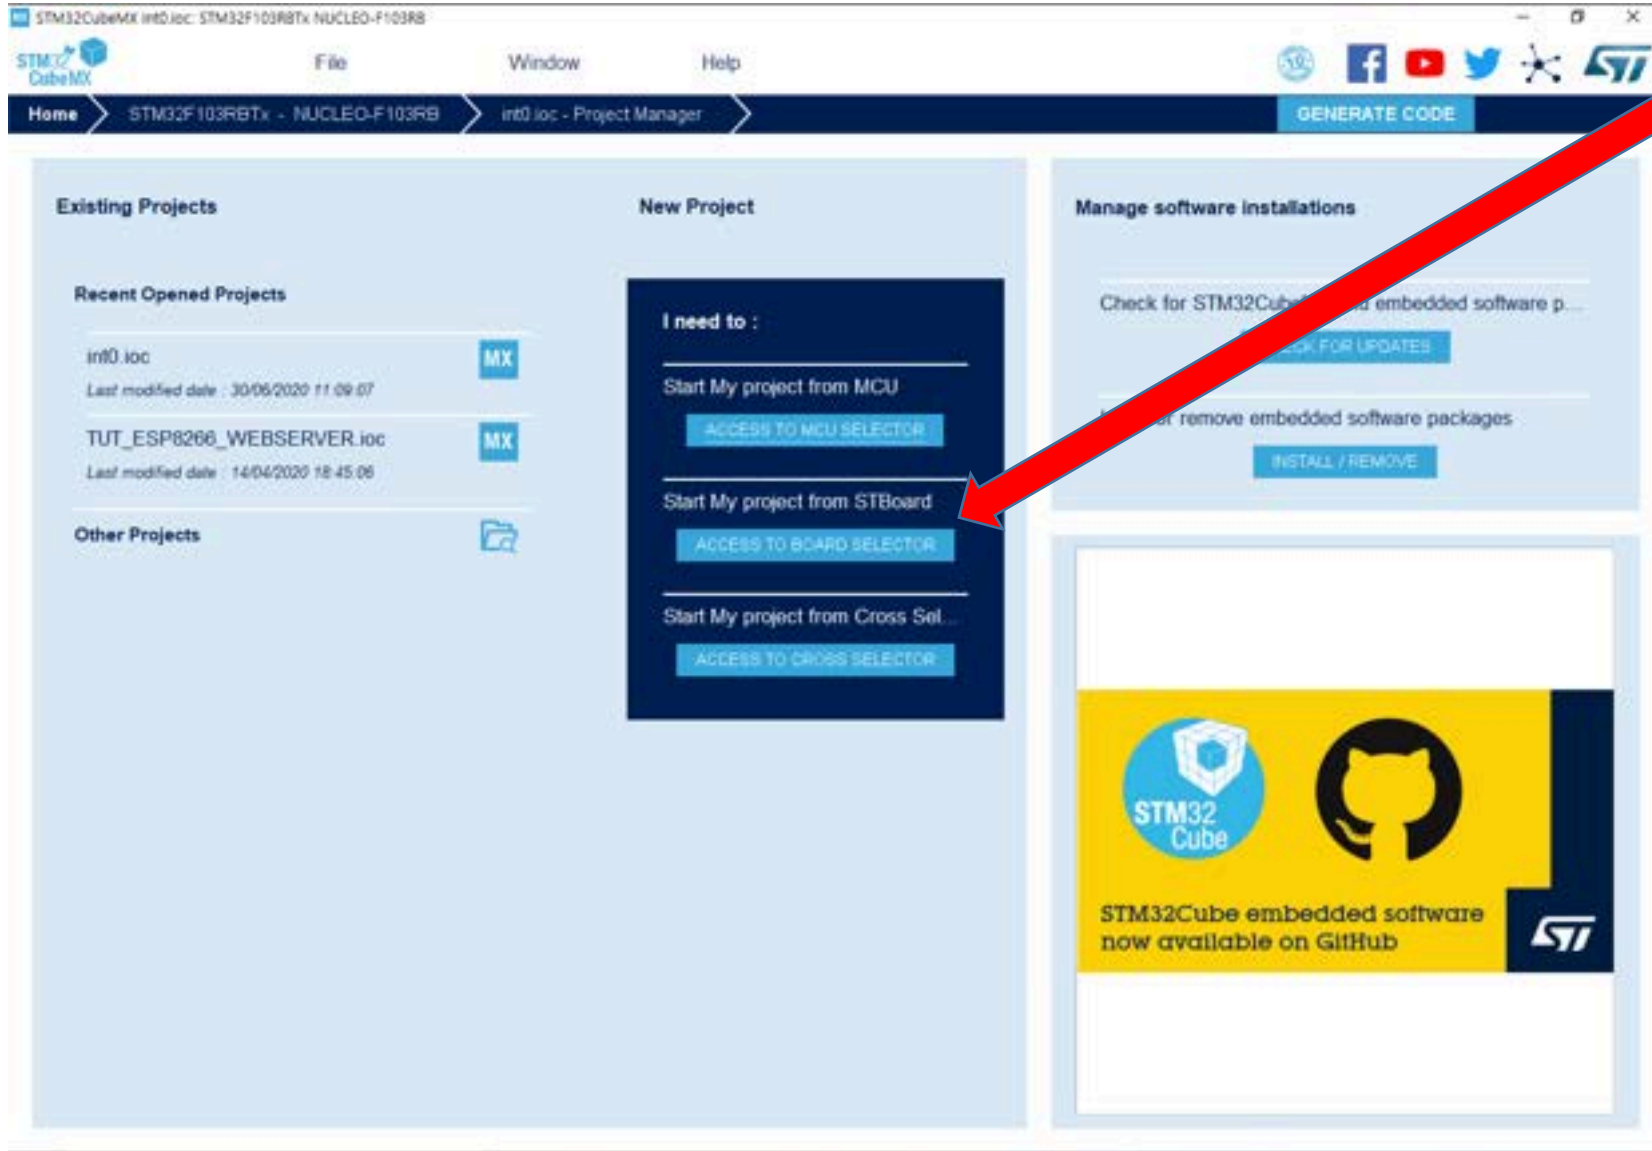 STM32CubeMX int0.ioc: STM32F103RBTx NUCLEO-F103RB
STM32
CubeMX
File
Window
Help
Home
STM32F103RBTx - NUCLEO-F103RB
int0.ioc - Project Manager
GENERATE CODE
Existing Projects
Recent Opened Projects
int0.ioc
MX
Last modified date : 30/06/2020 11:09:07
TUT_ESP8266_WEBSERVER.ioc
MX
Last modified date : 14/04/2020 18:45:06
Other Projects
New Project
I need to :
Start My project from MCU
ACCESS TO MCU SELECTOR
Start My project from STBoard
ACCESS TO BOARD SELECTOR
Start My project from Cross Sel...
ACCESS TO CROSS SELECTOR
Manage software installations
Check for embedded software p...
FOR UPDATES
remove embedded software packages
INSTALL / REMOVE
STM32
Cube
STM32Cube embedded software
now available on GitHub
ST